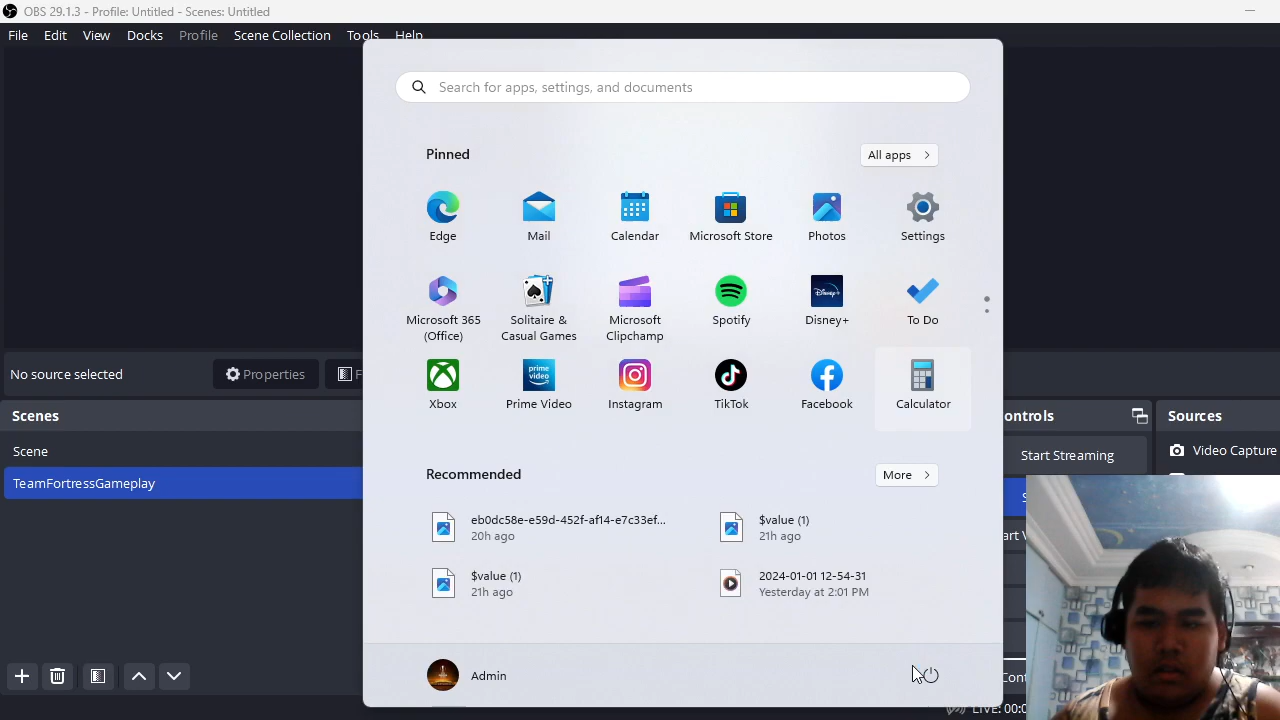 OBS 29.1.3 - Profile: Untitled - Scenes: Untitled
File Edit View Docks Profile Scene Collection Tools Help
Search for apps, settings, and documents
Pinned
All apps
Edge Mail Calendar Microsoft Store Photos Settings
Microsoft 365 (Office)
Solitaire & Casual Games
Microsoft Clipchamp
Spotify
Disney+
To Do
Xbox Prime Video Instagram TikTok Facebook Calculator
Recommended
More
eb0dc58e-e59d-452f-af14-e7c33ef...
20h ago
$value (1)
21h ago
$value (1)
21h ago
2024-01-01 12-54-31
Yesterday at 2:01 PM
Admin
No source selected
Properties
Scenes
Scene
TeamFortressGameplay
ontrols
Start Streaming
Sources
Video Capture